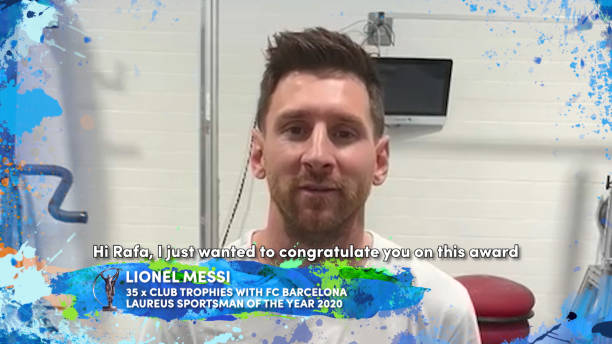 Hi Rafa, I just wanted to congratulate you on this award
LIONEL MESSI
35 x CLUB TROPHIES WITH FC BARCELONA
LAUREUS SPORTSMAN OF THE YEAR 2020